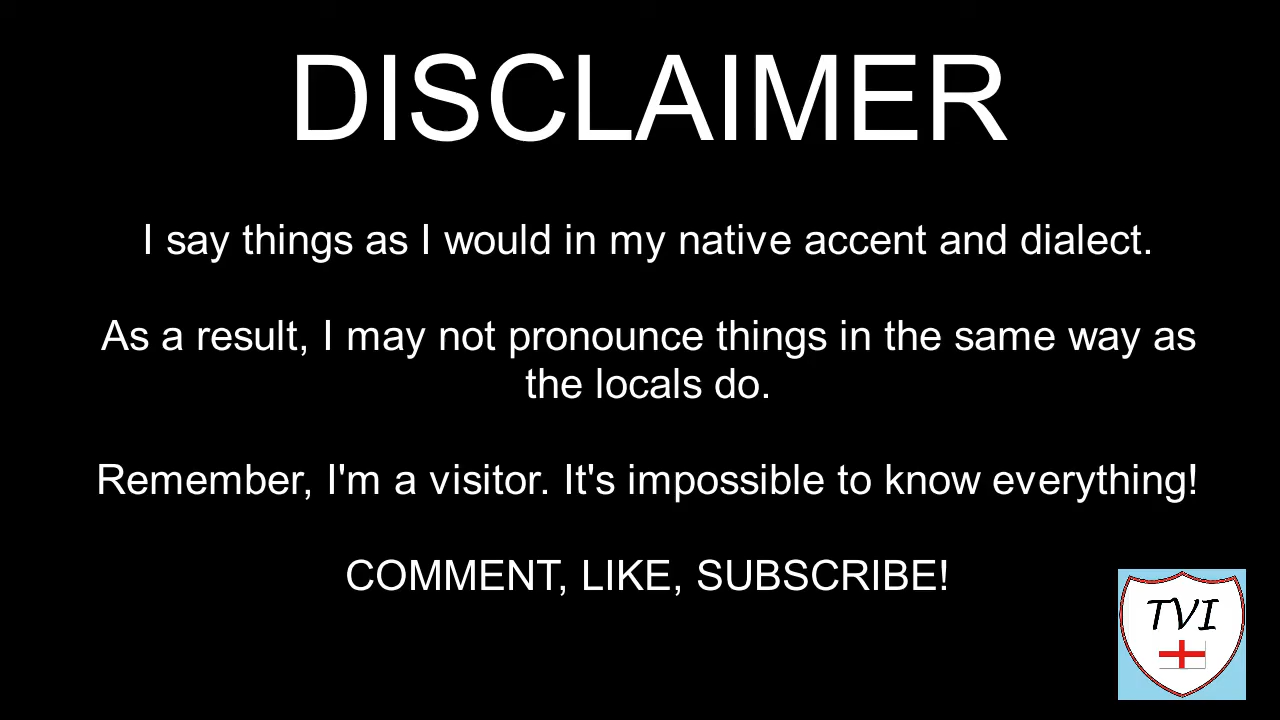 DISCLAIMER
I say things as I would in my native accent and dialect.
As a result, I may not pronounce things in the same way as
the locals do.
Remember, I'm a visitor. It's impossible to know everything!
COMMENT, LIKE, SUBSCRIBE!
TVI